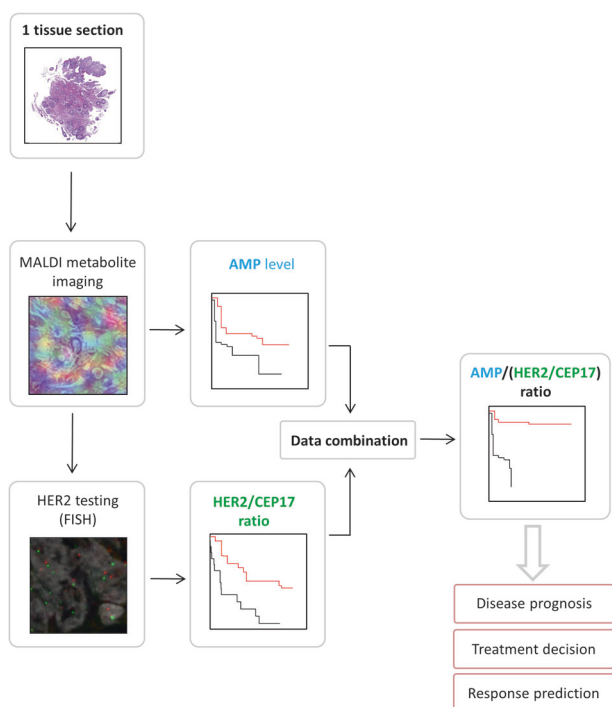 1 tissue section
MALDI metabolite
imaging
AMP level
HER2 testing
(FISH)
HER2/CEP17
ratio
Data combination
AMP/(HER2/CEP17)
ratio
Disease prognosis
Treatment decision
Response prediction